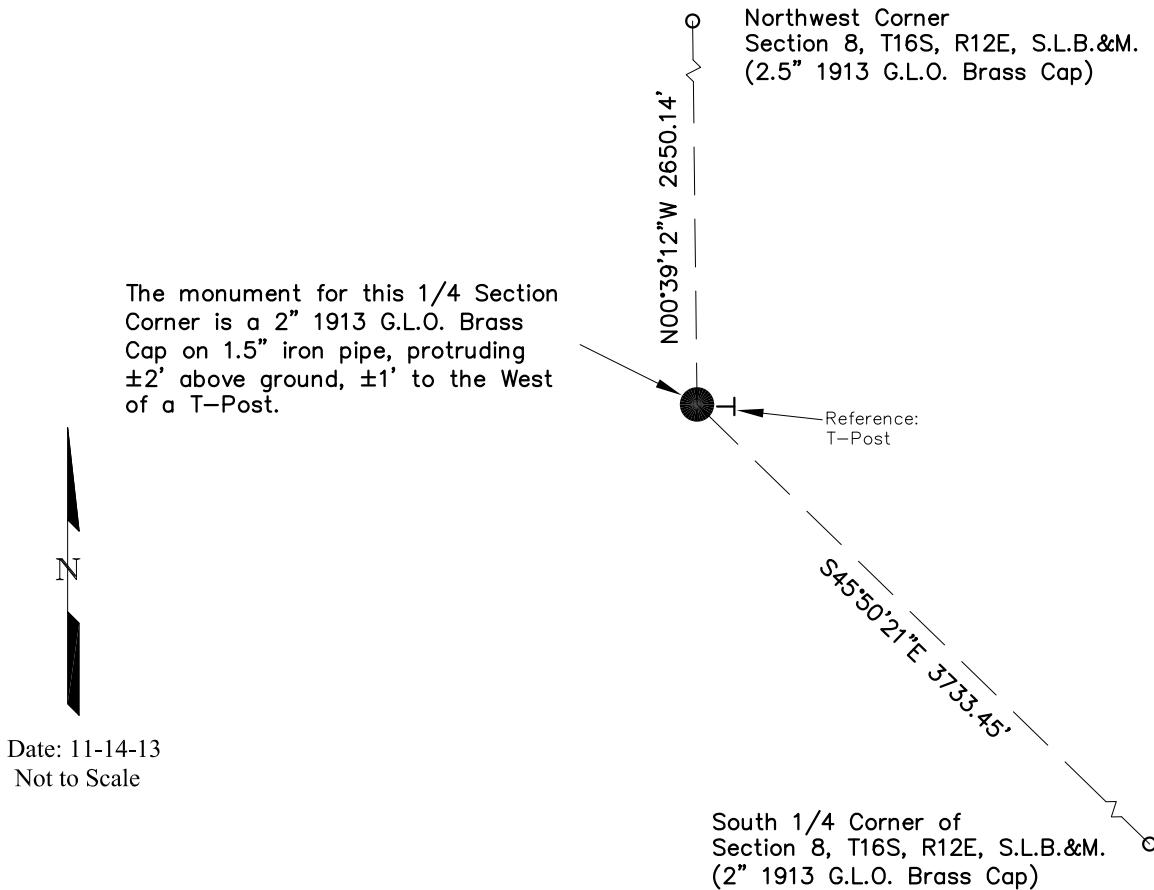 Northwest Corner
Section 8, T16S, R12E, S.L.B.&M.
(2.5" 1913 G.L.O. Brass Cap)
N00°39'12"W 2650.14'
The monument for this 1/4 Section
Corner is a 2" 1913 G.L.O. Brass
Cap on 1.5" iron pipe, protruding
±2' above ground, ±1' to the West
of a T-Post.
Reference:
T-Post
N
S45°50'21"E 3733.45'
Date: 11-14-13
Not to Scale
South 1/4 Corner of
Section 8, T16S, R12E, S.L.B.&M.
(2" 1913 G.L.O. Brass Cap)